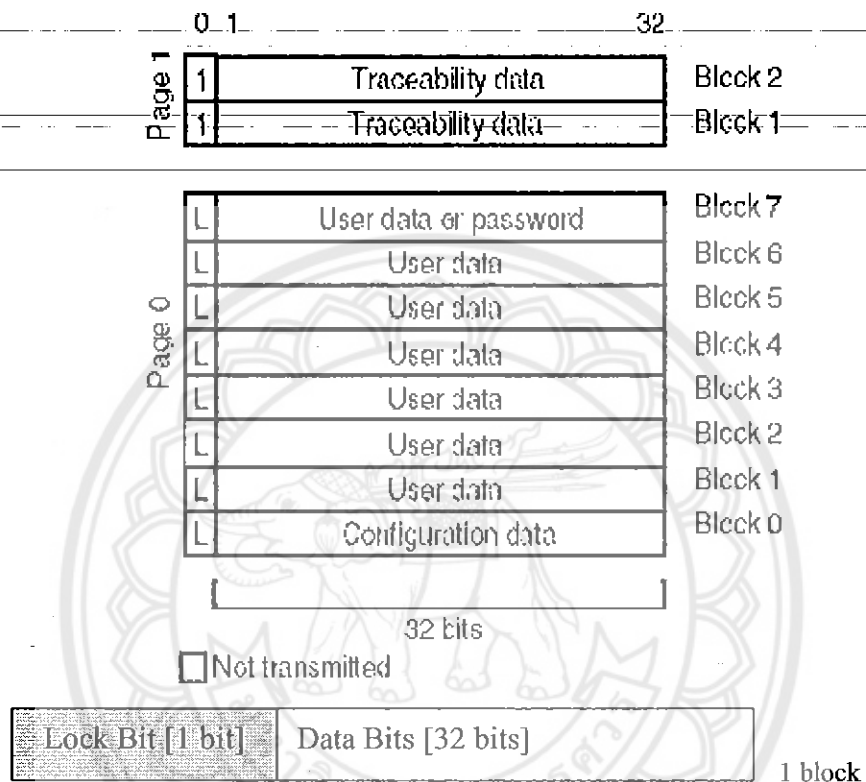 0 1 32
Page 1
1 Traceability data Block 2
1 Traceability data Block 1
Page 0
L User data or password Block 7
L User data Block 6
L User data Block 5
L User data Block 4
L User data Block 3
L User data Block 2
L User data Block 1
L Configuration data Block 0
32 bits
Not transmitted
Lock Bit [1 bit] Data Bits [32 bits] 1 block